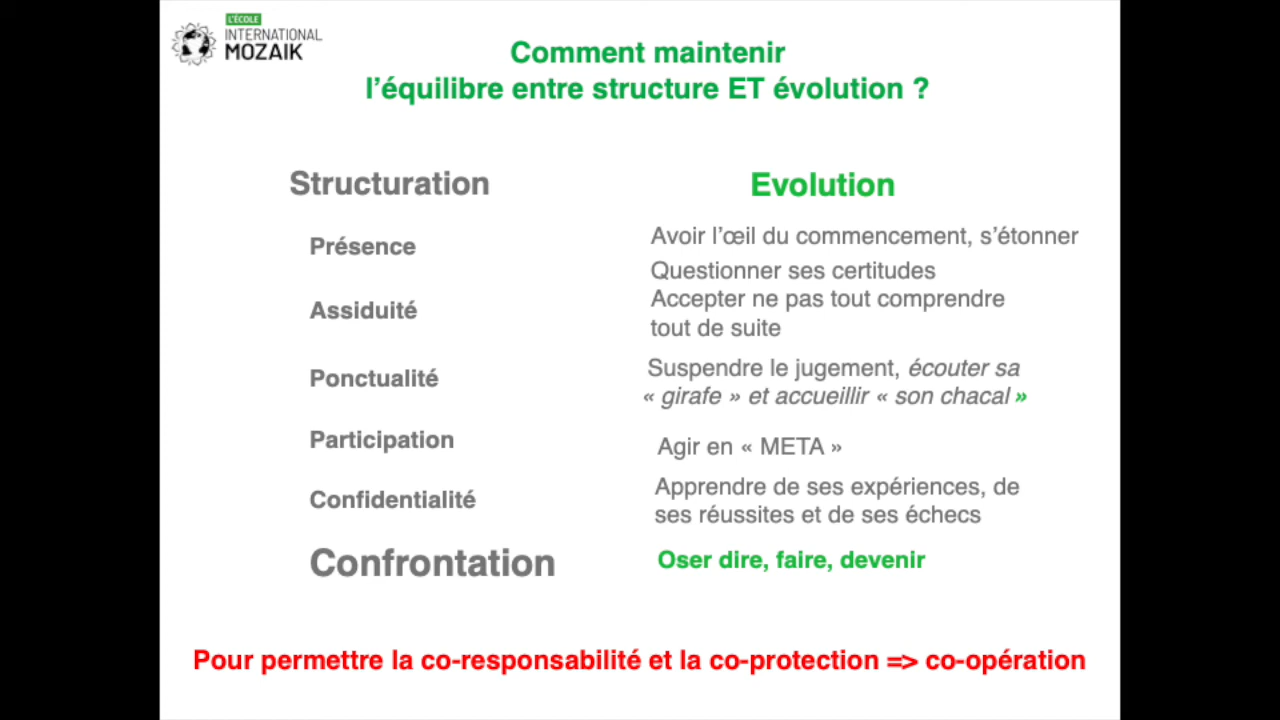 L'ÉCOLE
INTERNATIONAL
MOZAIK
Comment maintenir
l'équilibre entre structure ET évolution ?
Structuration
Présence
Assiduité
Ponctualité
Participation
Confidentialité
Confrontation
Evolution
Avoir l'œil du commencement, s'étonner
Questionner ses certitudes
Accepter ne pas tout comprendre
tout de suite
Suspendre le jugement, écouter sa
« girafe » et accueillir « son chacal »
Agir en « META »
Apprendre de ses expériences, de
ses réussites et de ses échecs
Oser dire, faire, devenir
Pour permettre la co-responsabilité et la co-protection => co-opération